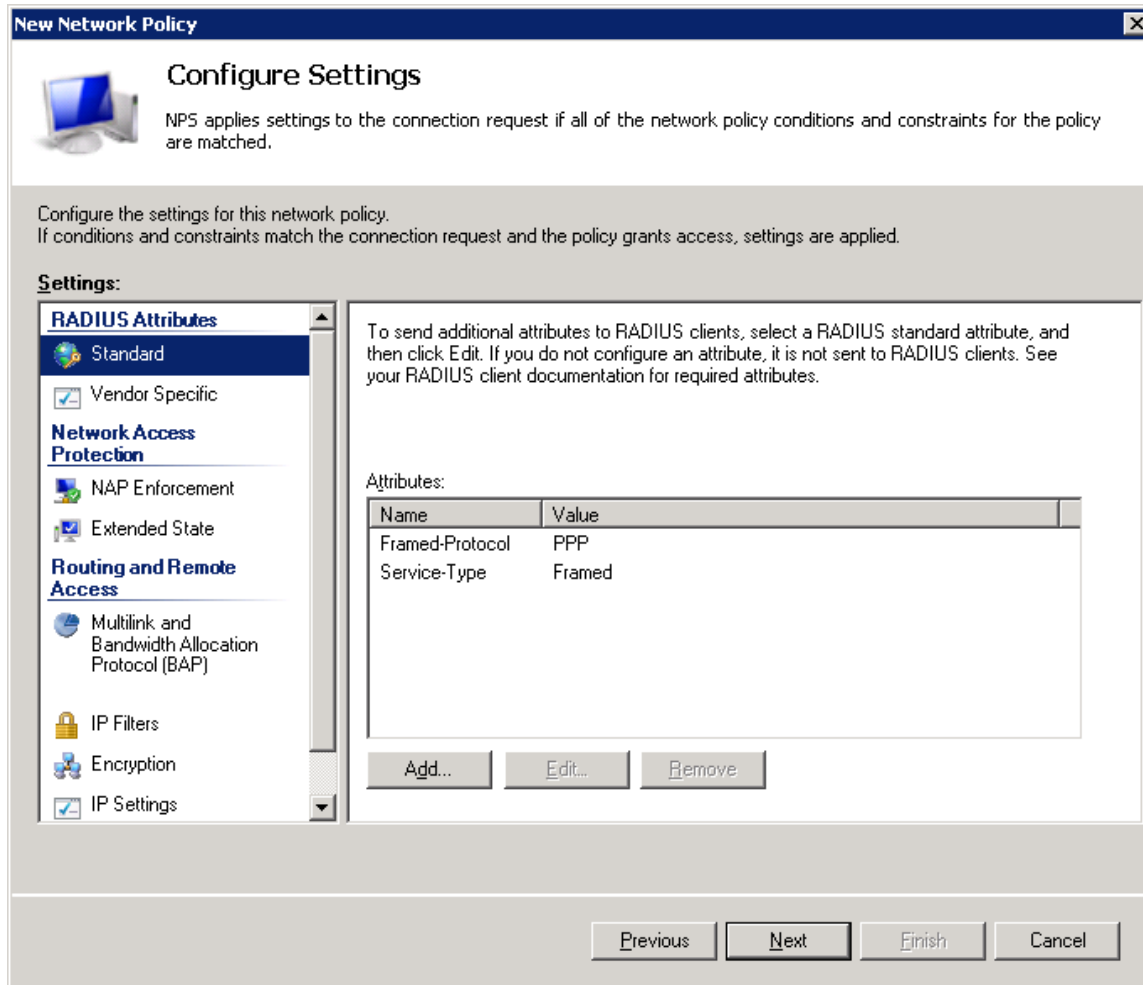 New Network Policy
Configure Settings
NPS applies settings to the connection request if all of the network policy conditions and constraints for the policy
are matched.
Configure the settings for this network policy.
If conditions and constraints match the connection request and the policy grants access, settings are applied.
Settings:
RADIUS Attributes
Standard
Vendor Specific
Network Access
Protection
NAP Enforcement
Extended State
Routing and Remote
Access
Multilink and
Bandwidth Allocation
Protocol (BAP)
IP Filters
Encryption
IP Settings
To send additional attributes to RADIUS clients, select a RADIUS standard attribute, and
then click Edit. If you do not configure an attribute, it is not sent to RADIUS clients. See
your RADIUS client documentation for required attributes.
Attributes:
Name Value
Framed-Protocol PPP
Service-Type Framed
Add... Edit... Remove
Previous Next Finish Cancel